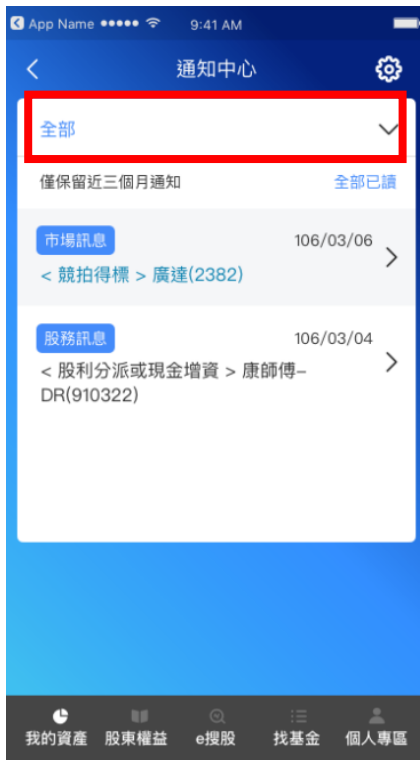 App Name 9:41 AM
通知中心
全部
僅保留近三個月通知 全部已讀
市場訊息 106/03/06
< 競拍得標 > 廣達(2382)
股務訊息 106/03/04
< 股利分派或現金增資 > 康師傅–
DR(910322)
我的資產 股東權益 e搜股 找基金 個人專區